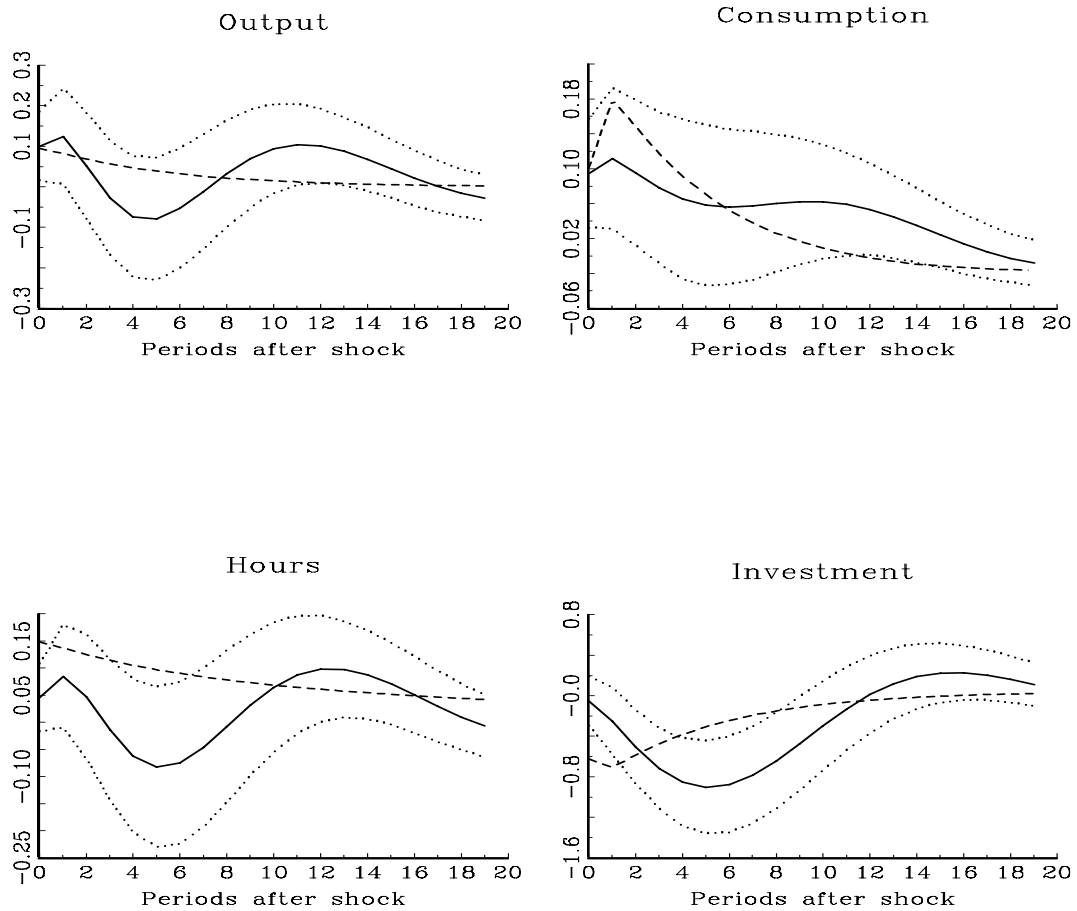 Output
0.3
0.2
0.1
-0.1
-0.3
0 2 4 6 8 10 12 14 16 18 20
Periods after shock
Consumption
0.18
0.10
0.02
-0.06
0 2 4 6 8 10 12 14 16 18 20
Periods after shock
Hours
0.15
0.05
-0.10
-0.25
0 2 4 6 8 10 12 14 16 18 20
Periods after shock
Investment
0.8
-0.0
-0.8
-1.6
0 2 4 6 8 10 12 14 16 18 20
Periods after shock